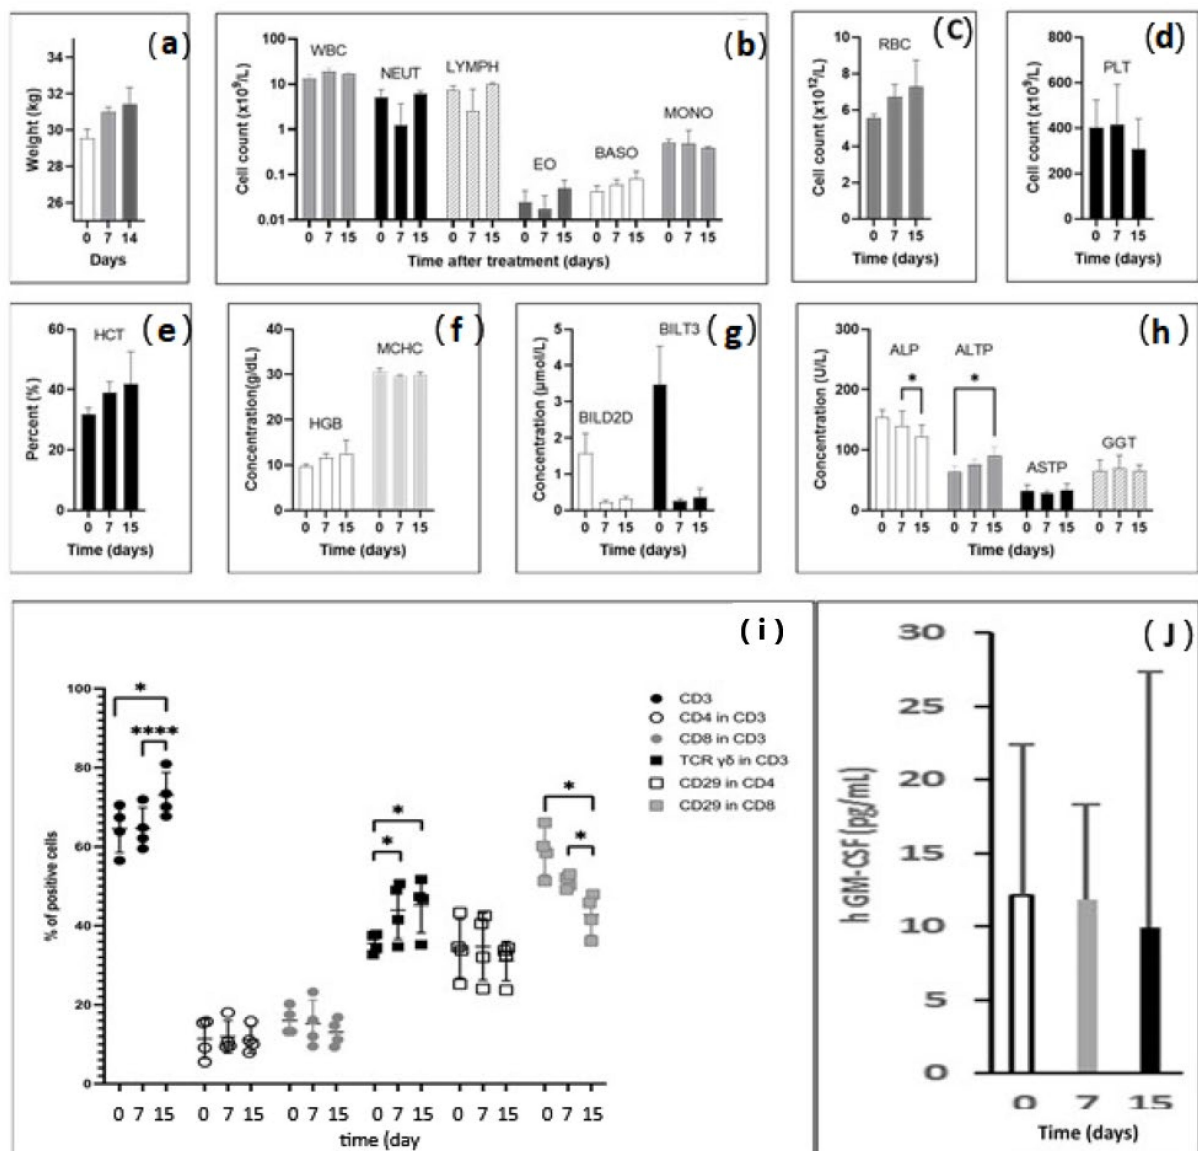 (a)
Weight (kg)
34
32
30
28
26
0 7 14
Days
(b)
Cell count (x10⁹/L)
100
10
1
0.1
0.01
WBC
NEUT
LYMPH
EO
BASO
MONO
0 7 15 0 7 15 0 7 15 0 7 15 0 7 15 0 7 15
Time after treatment (days)
(C)
Cell count (x10¹²/L)
10
8
6
4
2
0
RBC
0 7 15
Time (days)
(d)
Cell count (x10⁹/L)
800
600
400
200
0
PLT
0 7 15
Time (days)
(e)
Percent (%)
60
40
20
0
HCT
0 7 15
Time (days)
(f)
Concentration(g/dL)
40
30
20
10
0
HGB
MCHC
0 7 15 0 7 15
Time (days)
(g)
Concentration (µmol/L)
5
4
3
2
1
0
BILD2D
BILT3
0 7 15 0 7 15
Time (days)
(h)
Concentration (U/L)
300
200
100
0
ALP
*
ALTP
*
ASTP
GGT
0 7 15 0 7 15 0 7 15 0 7 15
Time (days)
(i)
% of positive cells
100
80
60
40
20
0
*
****
*
*
*
*
CD3
CD4 in CD3
CD8 in CD3
TCR γδ in CD3
CD29 in CD4
CD29 in CD8
0 7 15 0 7 15 0 7 15 0 7 15 0 7 15 0 7 15
time (day
(J)
h GM-CSF (pg/mL)
30
25
20
15
10
5
0
0 7 15
Time (days)